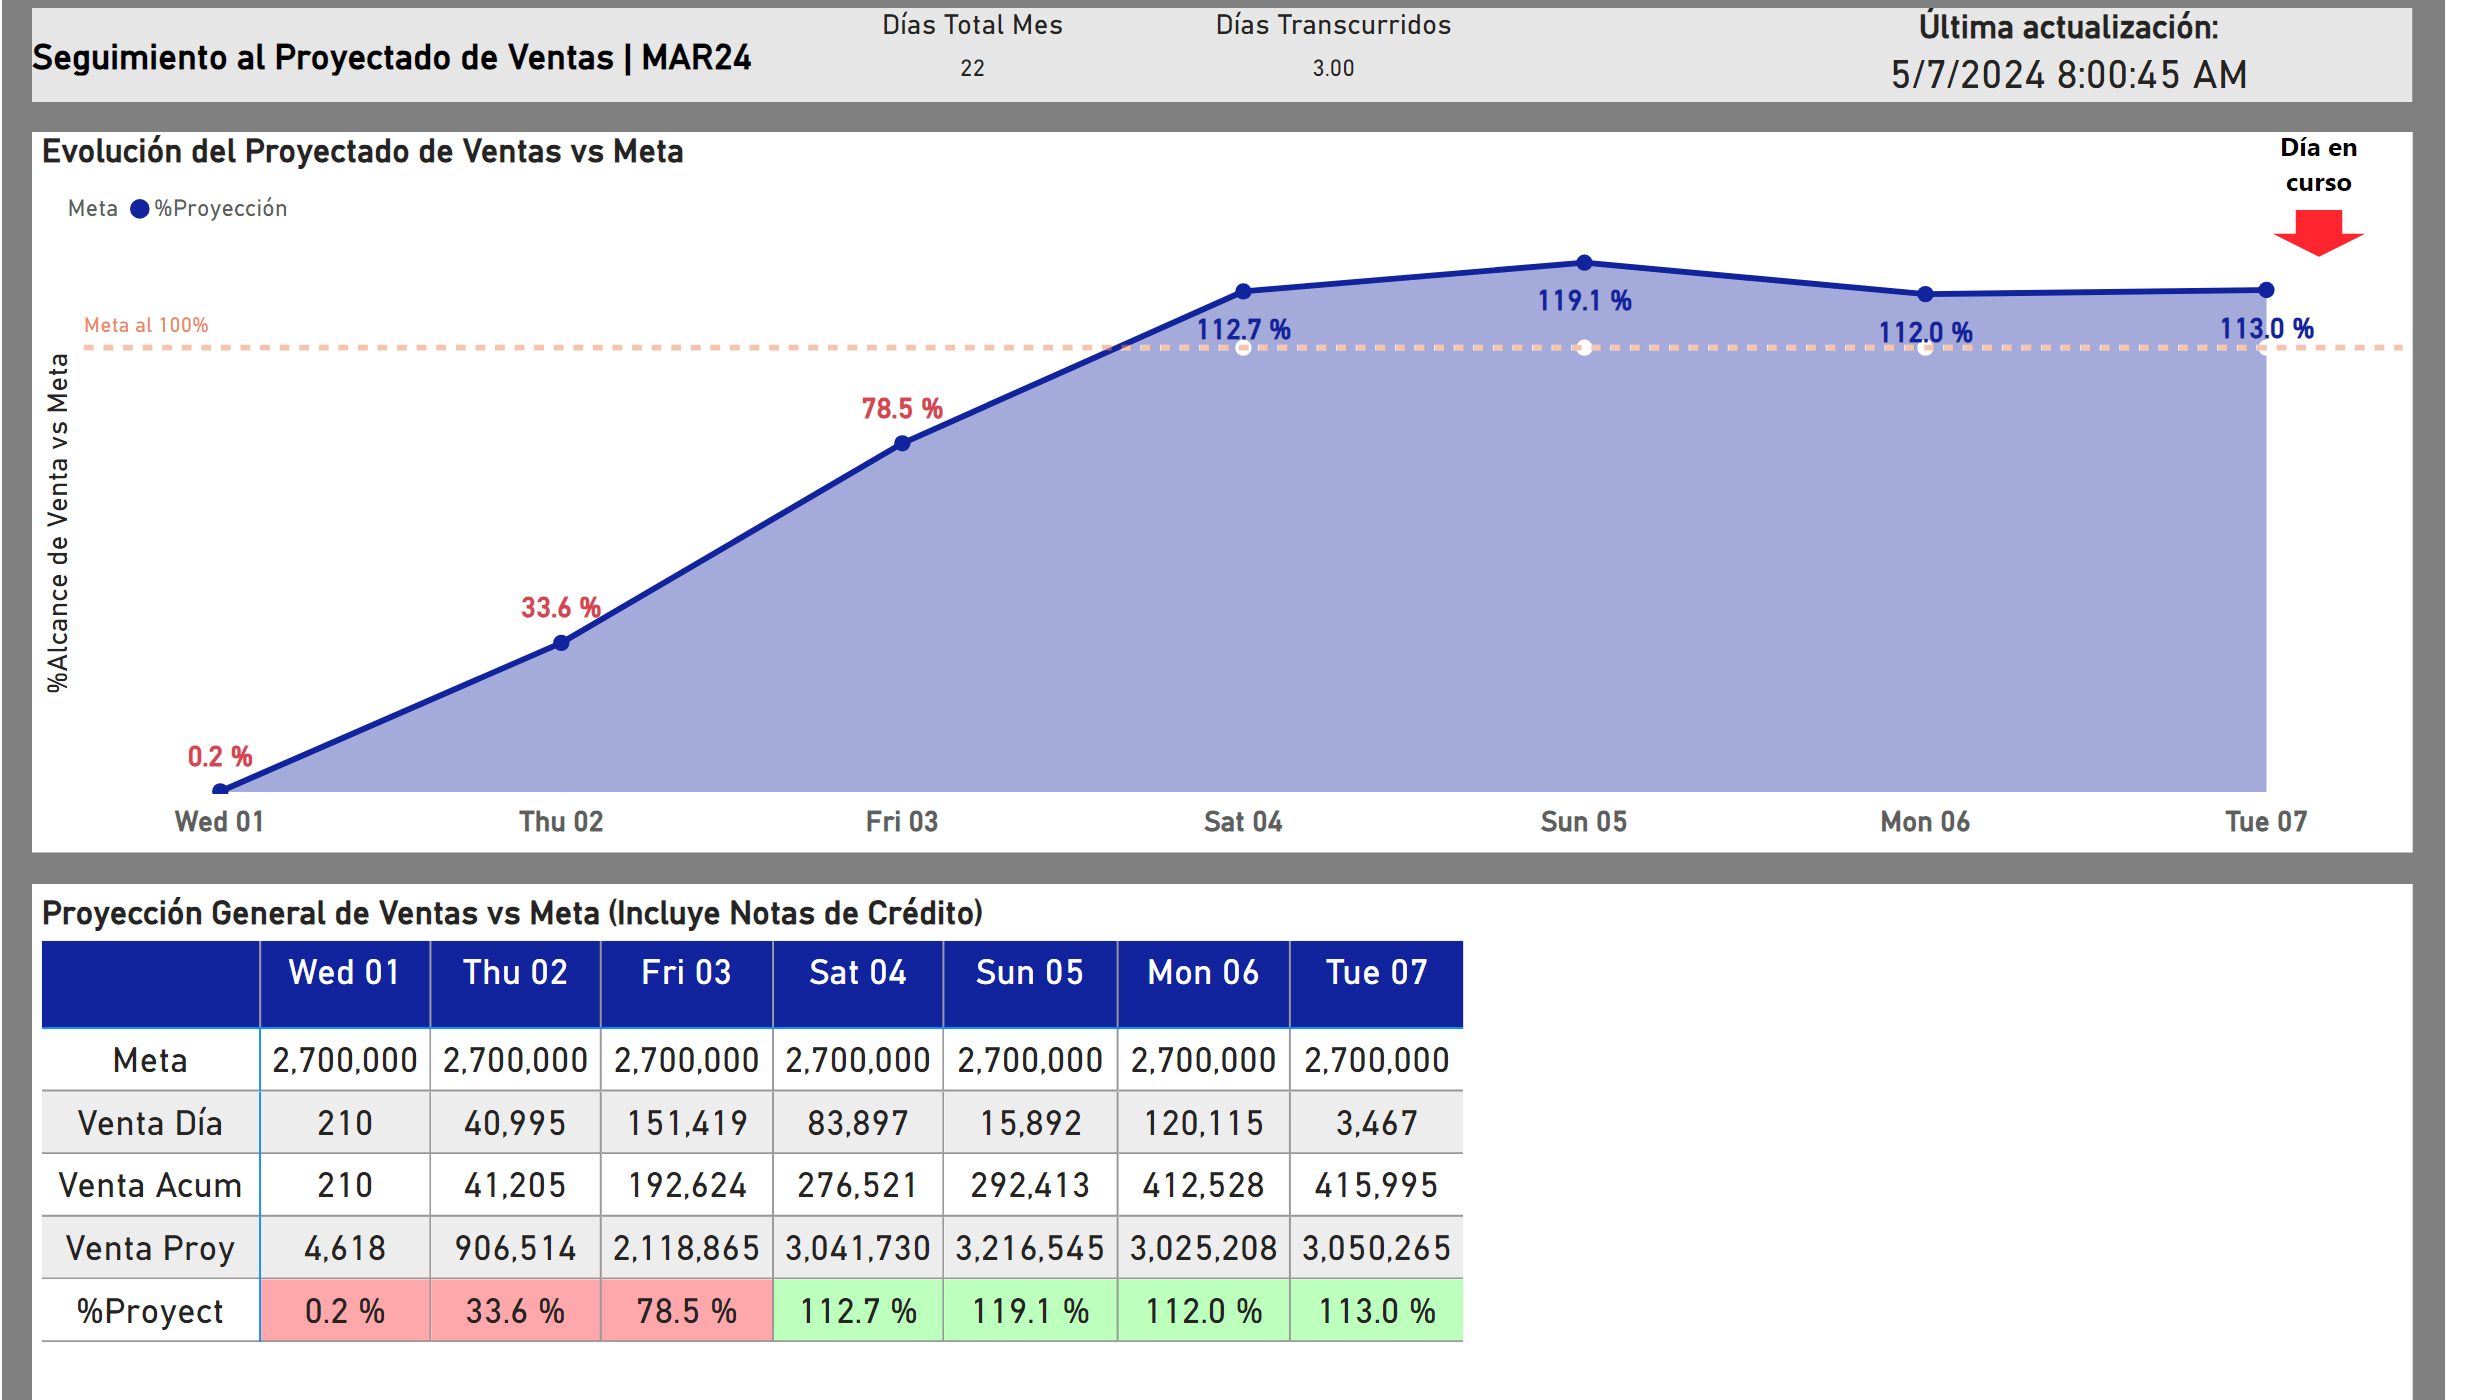 Seguimiento al Proyectado de Ventas | MAR24
Días Total Mes
22
Días Transcurridos
3.00
Última actualización:
5/7/2024 8:00:45 AM
Evolución del Proyectado de Ventas vs Meta
Día en
curso
Meta %Proyección
Meta al 100%
%Alcance de Venta vs Meta
0.2 %
33.6 %
78.5 %
112.7 %
119.1 %
112.0 %
113.0 %
Wed 01 Thu 02 Fri 03 Sat 04 Sun 05 Mon 06 Tue 07
Proyección General de Ventas vs Meta (Incluye Notas de Crédito)
Wed 01 Thu 02 Fri 03 Sat 04 Sun 05 Mon 06 Tue 07
Meta 2,700,000 2,700,000 2,700,000 2,700,000 2,700,000 2,700,000 2,700,000
Venta Día 210 40,995 151,419 83,897 15,892 120,115 3,467
Venta Acum 210 41,205 192,624 276,521 292,413 412,528 415,995
Venta Proy 4,618 906,514 2,118,865 3,041,730 3,216,545 3,025,208 3,050,265
%Proyect 0.2 % 33.6 % 78.5 % 112.7 % 119.1 % 112.0 % 113.0 %